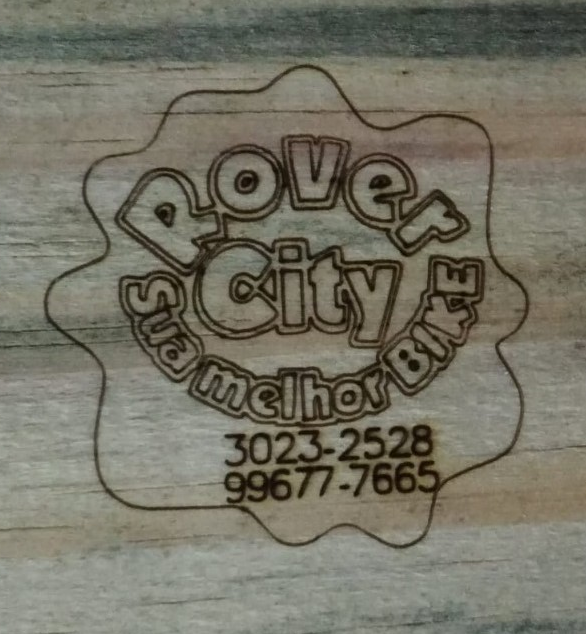 Rover
City
Sua melhor BIKE
3023-2528
99677-7665